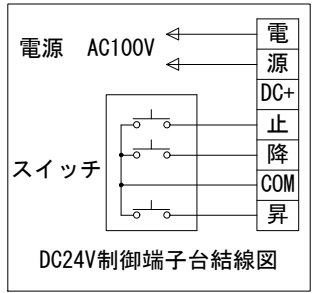 電源 AC100V
電
源
DC+
止
降
COM
昇
スイッチ
DC24V制御端子台結線図